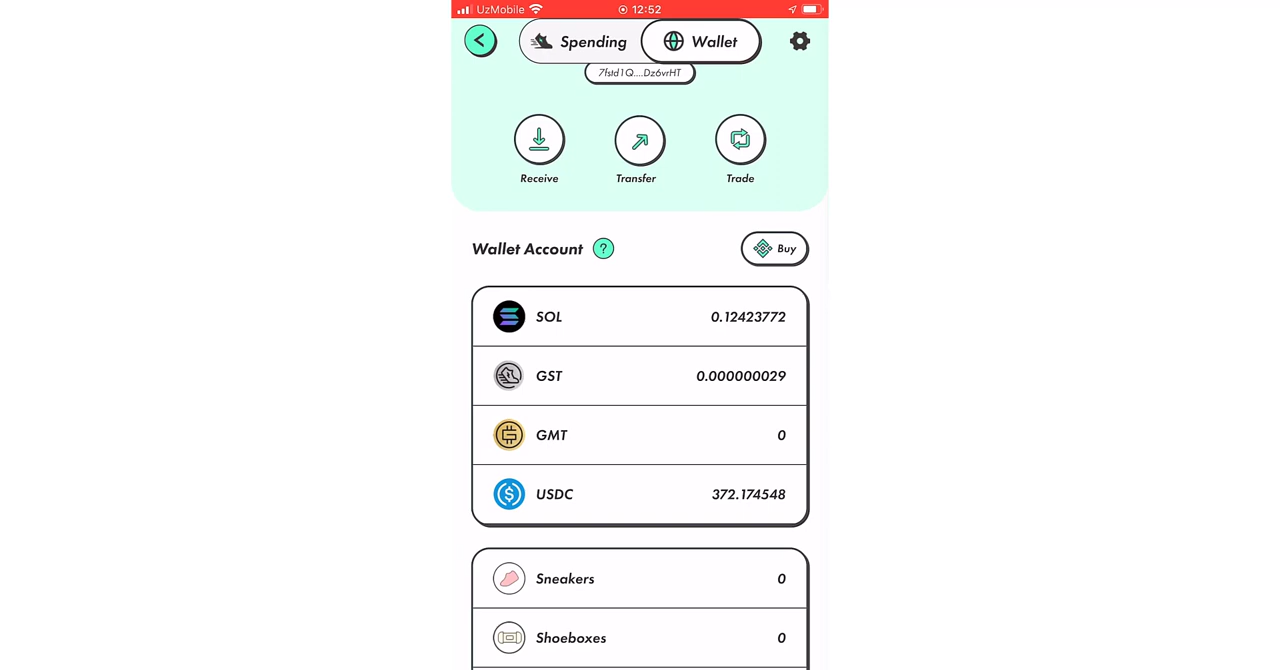 UzMobile 12:52
Spending Wallet
7fstd1Q....Dz6vrHT
Receive Transfer Trade
Wallet Account ? Buy
SOL 0.12423772
GST 0.000000029
GMT 0
USDC 372.174548
Sneakers 0
Shoeboxes 0